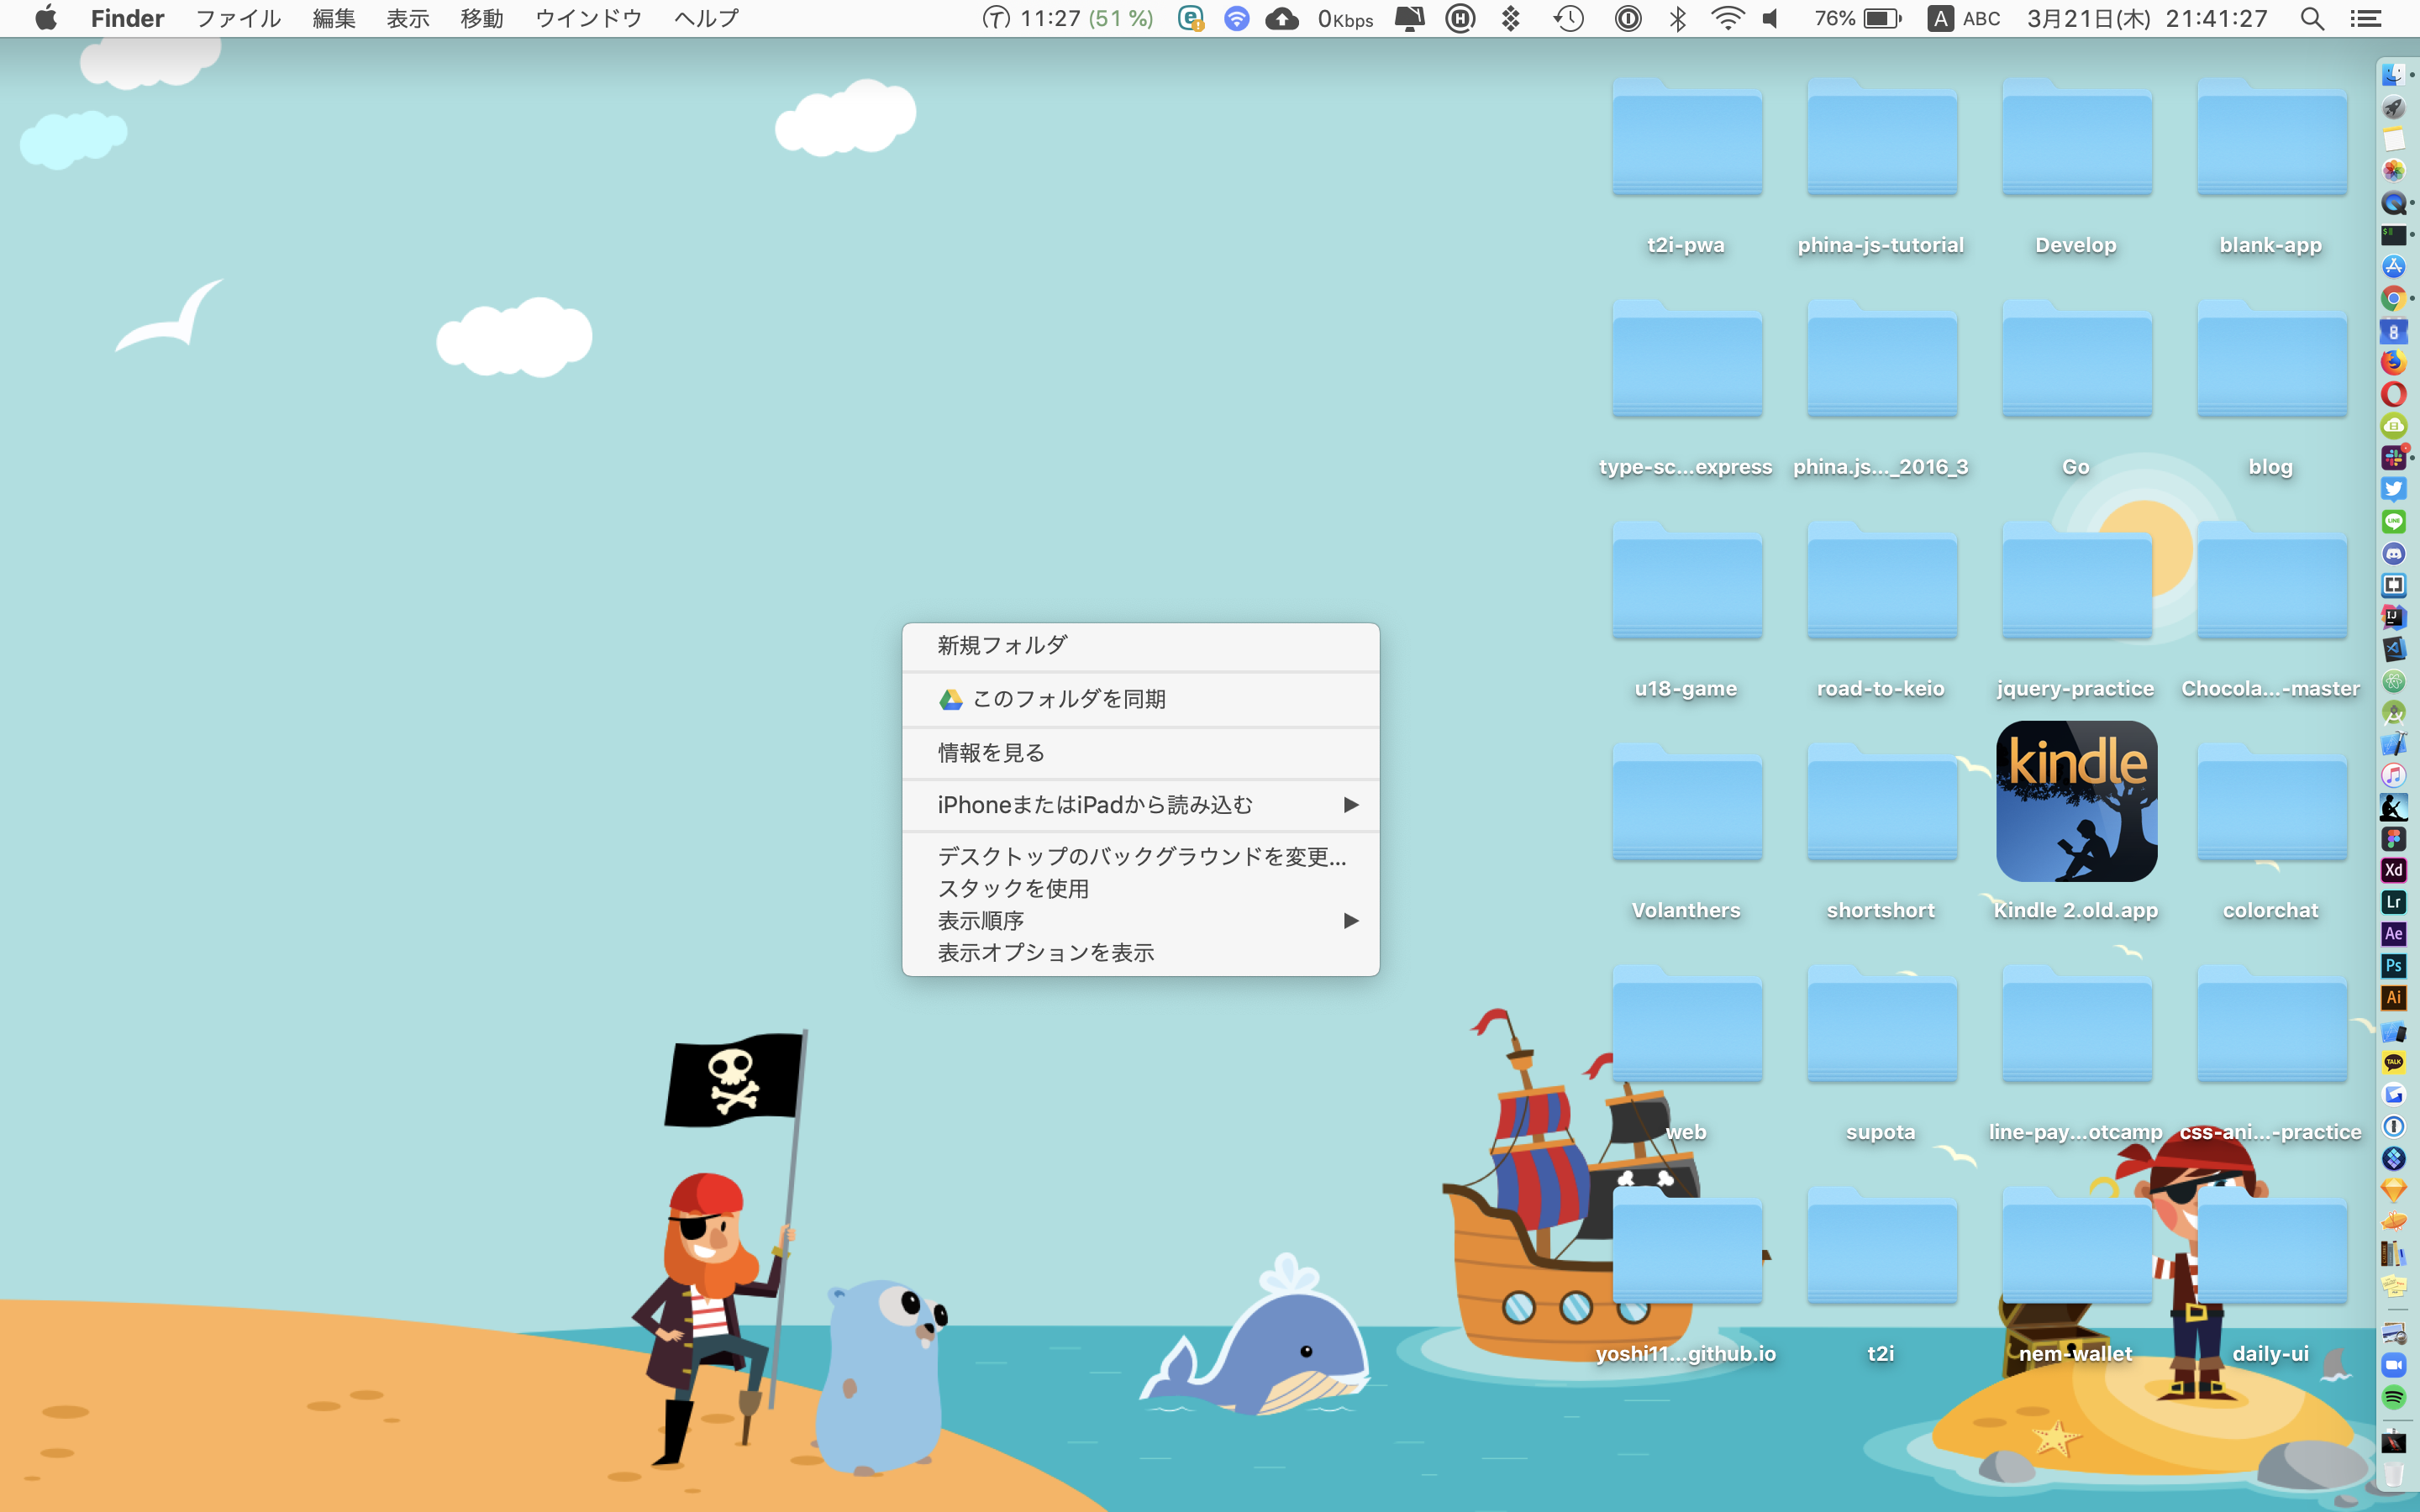 Finder ファイル 編集 表示 移動 ウインドウ ヘルプ 11:27 (51 %) 0Kbps 76% A ABC 3月21日(木) 21:41:27
t2i-pwa phina-js-tutorial Develop blank-app
type-sc...express phina.js..._2016_3 Go blog
u18-game road-to-keio jquery-practice Chocola...-master
kindle
Volanthers shortshort Kindle 2.old.app colorchat
web supota line-pay...otcamp css-ani...-practice
yoshi11...github.io t2i nem-wallet daily-ui
新規フォルダ
このフォルダを同期
情報を見る
iPhoneまたはiPadから読み込む
デスクトップのバックグラウンドを変更...
スタックを使用
表示順序
表示オプションを表示
8
LINE
IJ
Xd
Lr
Ae
Ps
Ai
TALK